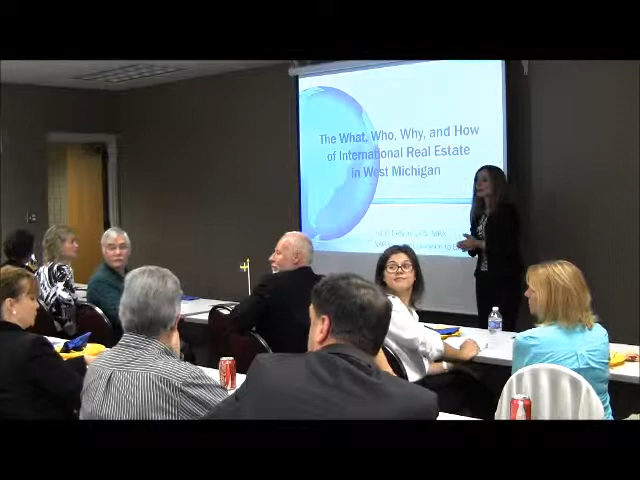 The What, Who, Why, and How
of International Real Estate
in West Michigan